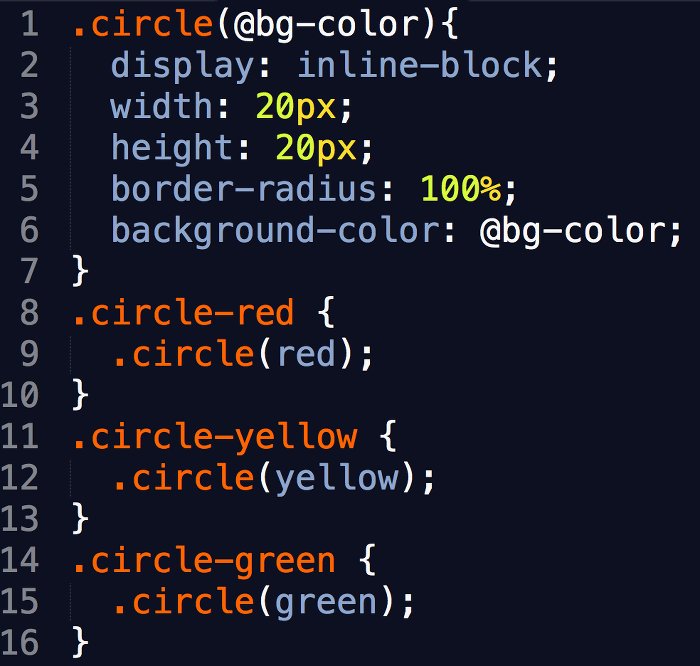 1 .circle(@bg-color){
2   display: inline-block;
3   width: 20px;
4   height: 20px;
5   border-radius: 100%;
6   background-color: @bg-color;
7 }
8 .circle-red {
9   .circle(red);
10 }
11 .circle-yellow {
12   .circle(yellow);
13 }
14 .circle-green {
15   .circle(green);
16 }